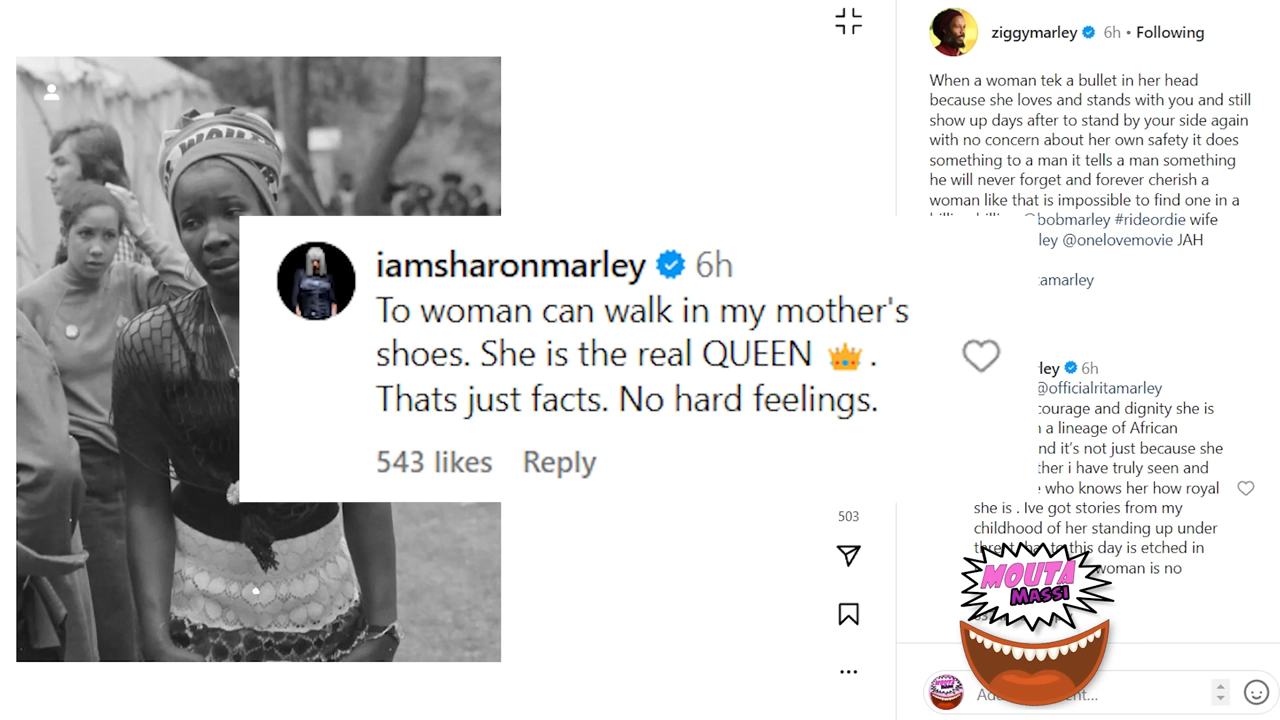 ziggymarley 6h • Following
When a woman tek a bullet in her head
because she loves and stands with you and still
show up days after to stand by your side again
with no concern about her own safety it does
something to a man it tells a man something
he will never forget and forever cherish a
woman like that is impossible to find one in a
bobmarley #rideordie wife
ley @onelovemovie JAH
tamarley
iamsharonmarley 6h
To woman can walk in my mother's
shoes. She is the real QUEEN 👑 .
Thats just facts. No hard feelings.
543 likes Reply
ley 6h
@officialritamarley
courage and dignity she is
a lineage of African
nd it's not just because she
ther i have truly seen and
who knows her how royal
she is . Ive got stories from my
childhood of her standing up under
to this day is etched in
woman is no
503
MOUTA
MASSI